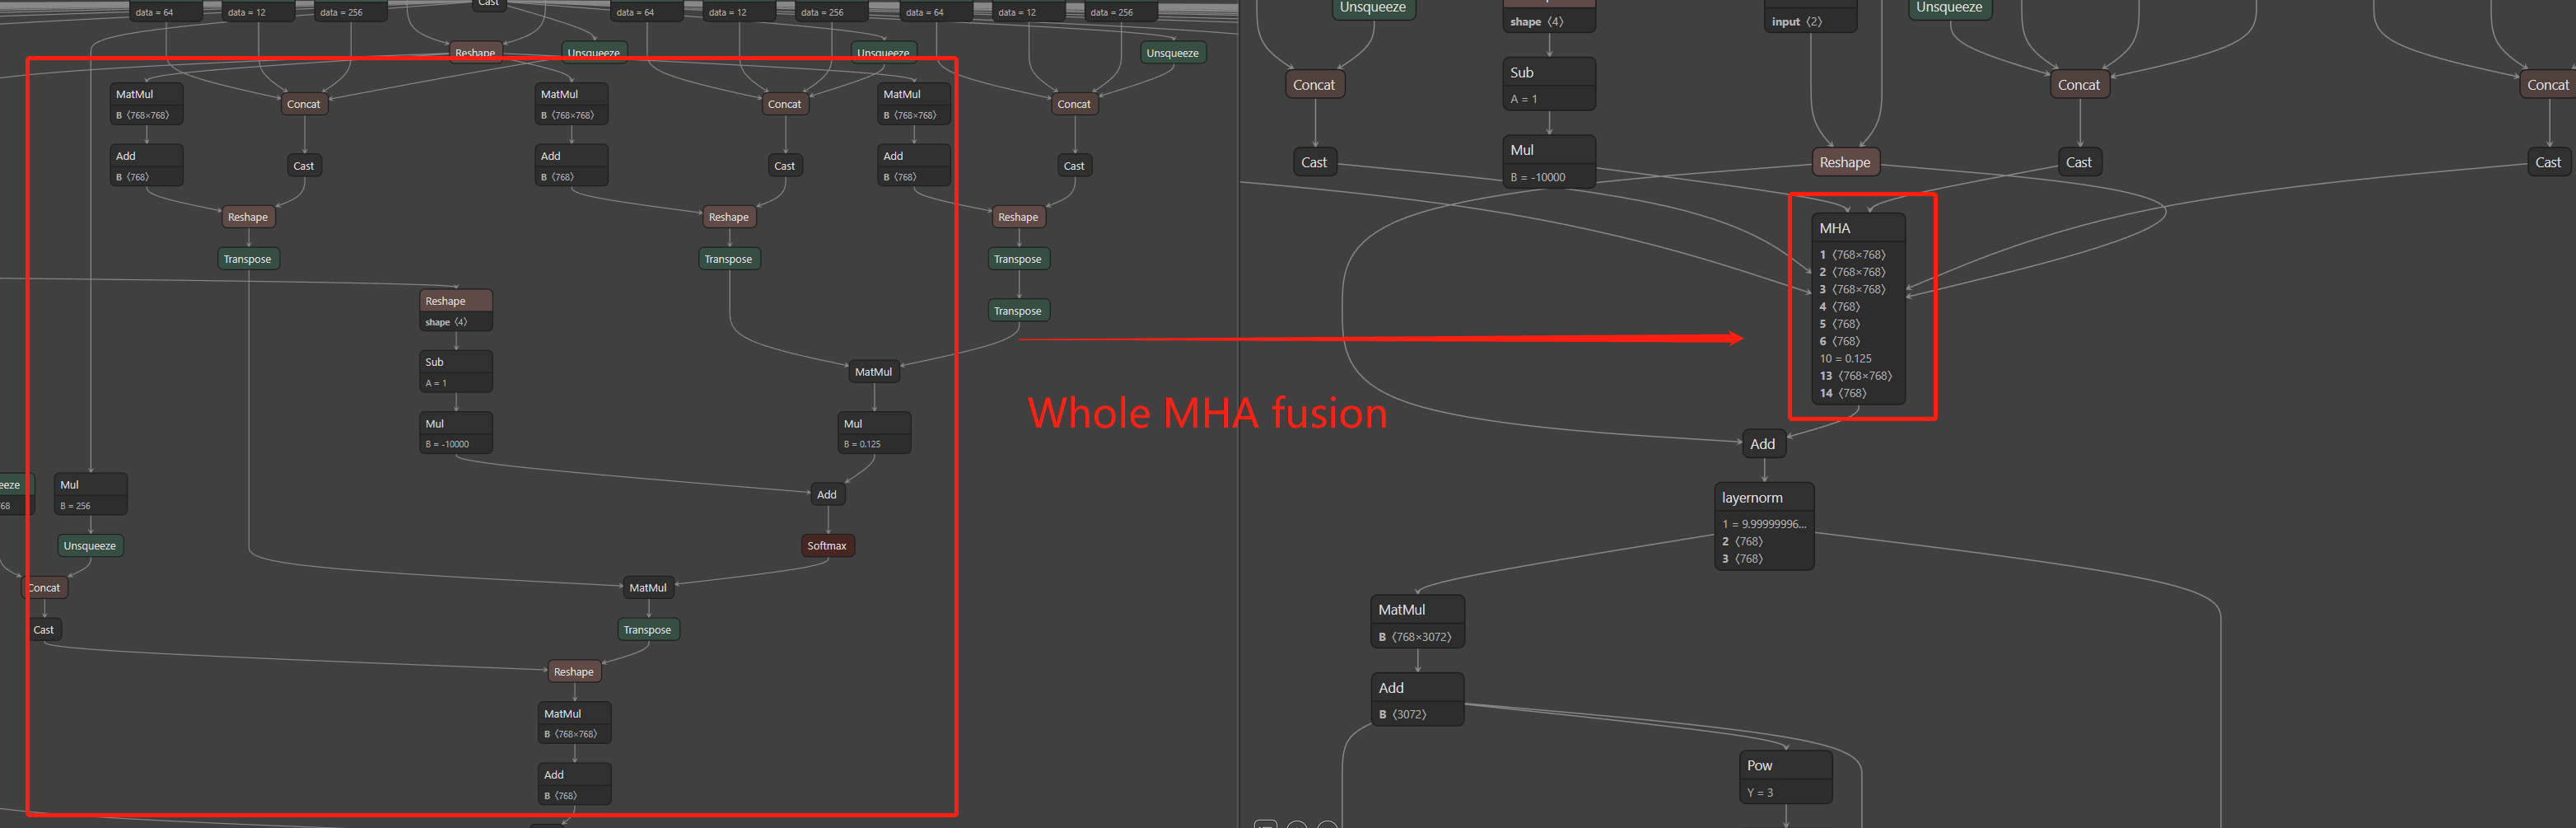 data = 64
data = 12
data = 256
Cast
data = 64
data = 12
data = 256
data = 64
data = 12
data = 256
Reshape
Unsqueeze
Unsqueeze
Unsqueeze
MatMul
B 〈768×768〉
Concat
MatMul
B 〈768×768〉
Concat
MatMul
B 〈768×768〉
Concat
Add
B 〈768〉
Cast
Add
B 〈768〉
Cast
Add
B 〈768〉
Cast
Reshape
Reshape
Reshape
Transpose
Transpose
Transpose
Reshape
shape 〈4〉
Transpose
Sub
A = 1
MatMul
Mul
B = -10000
Mul
B = 0.125
eeze
68
Mul
B = 256
Add
Unsqueeze
Softmax
Concat
MatMul
Cast
Transpose
Reshape
MatMul
B 〈768×768〉
Add
B 〈768〉
Whole MHA fusion
Unsqueeze
shape 〈4〉
input 〈2〉
Unsqueeze
Concat
Sub
A = 1
Concat
Concat
Cast
Mul
B = -10000
Reshape
Cast
Cast
MHA
1 〈768×768〉
2 〈768×768〉
3 〈768×768〉
4 〈768〉
5 〈768〉
6 〈768〉
10 = 0.125
13 〈768×768〉
14 〈768〉
Add
layernorm
1 = 9.99999996...
2 〈768〉
3 〈768〉
MatMul
B 〈768×3072〉
Add
B 〈3072〉
Pow
Y = 3